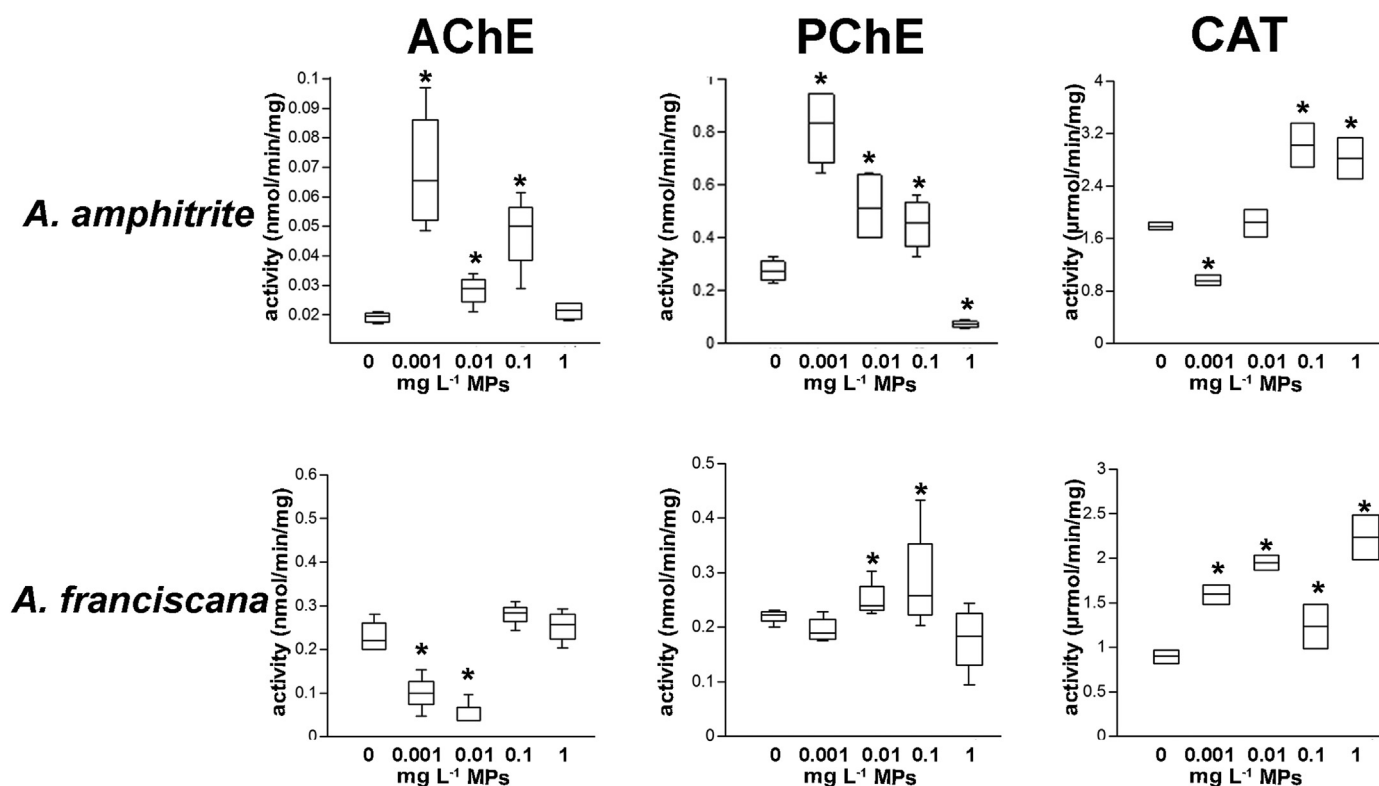 AChE PChE CAT
A. amphitrite
activity (nmol/min/mg)
0.1
0.09
0.08
0.07
0.06
0.05
0.04
0.03
0.02
*
*
*
0 0.001 0.01 0.1 1
mg L⁻¹ MPs
activity (nmol/min/mg)
1
0.8
0.6
0.4
0.2
0
*
*
*
*
0 0.001 0.01 0.1 1
mg L⁻¹ MPs
activity (µrmol/min/mg)
4
3.2
2.4
1.6
0.8
0
*
*
*
0 0.001 0.01 0.1 1
mg L⁻¹ MPs
A. franciscana
activity (nmol/min/mg)
0.6
0.5
0.4
0.3
0.2
0.1
0
*
*
0 0.001 0.01 0.1 1
mg L⁻¹ MPs
activity (nmol/min/mg)
0.5
0.4
0.3
0.2
0.1
0
*
*
0 0.001 0.01 0.1 1
mg L⁻¹ MPs
activity (µrmol/min/mg)
3
2.5
2
1.5
1
0.5
0
*
*
*
*
0 0.001 0.01 0.1 1
mg L⁻¹ MPs